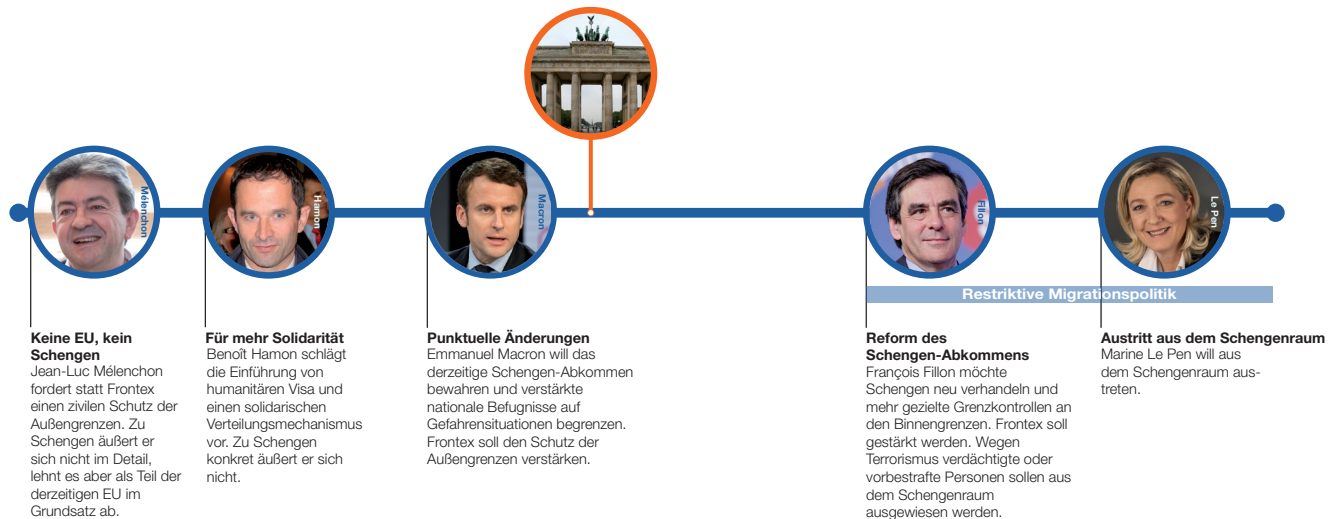 Mélenchon
Hamon
Macron
Fillon
Le Pen
Restriktive Migrationspolitik
Keine EU, kein
Schengen
Jean-Luc Mélenchon
fordert statt Frontex
einen zivilen Schutz der
Außengrenzen. Zu
Schengen äußert er
sich nicht im Detail,
lehnt es aber als Teil der
derzeitigen EU im
Grundsatz ab.
Für mehr Solidarität
Benoît Hamon schlägt
die Einführung von
humanitären Visa und
einen solidarischen
Verteilungsmechanismus
vor. Zu Schengen
konkret äußert er sich
nicht.
Punktuelle Änderungen
Emmanuel Macron will das
derzeitige Schengen-Abkommen
bewahren und verstärkte
nationale Befugnisse auf
Gefahrensituationen begrenzen.
Frontex soll den Schutz der
Außengrenzen verstärken.
Reform des
Schengen-Abkommens
François Fillon möchte
Schengen neu verhandeln und
mehr gezielte Grenzkontrollen an
den Binnengrenzen. Frontex soll
gestärkt werden. Wegen
Terrorismus verdächtigte oder
vorbestrafte Personen sollen aus
dem Schengenraum
ausgewiesen werden.
Austritt aus dem Schengenraum
Marine Le Pen will aus
dem Schengenraum aus-
treten.